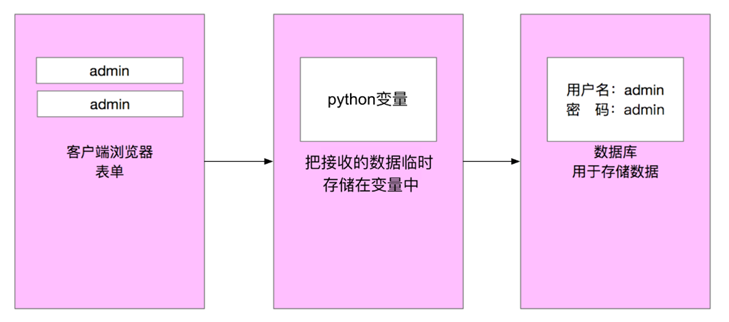 admin
admin
客户端浏览器
表单
python变量
把接收的数据临时
存储在变量中
用户名：admin
密　码：admin
数据库
用于存储数据